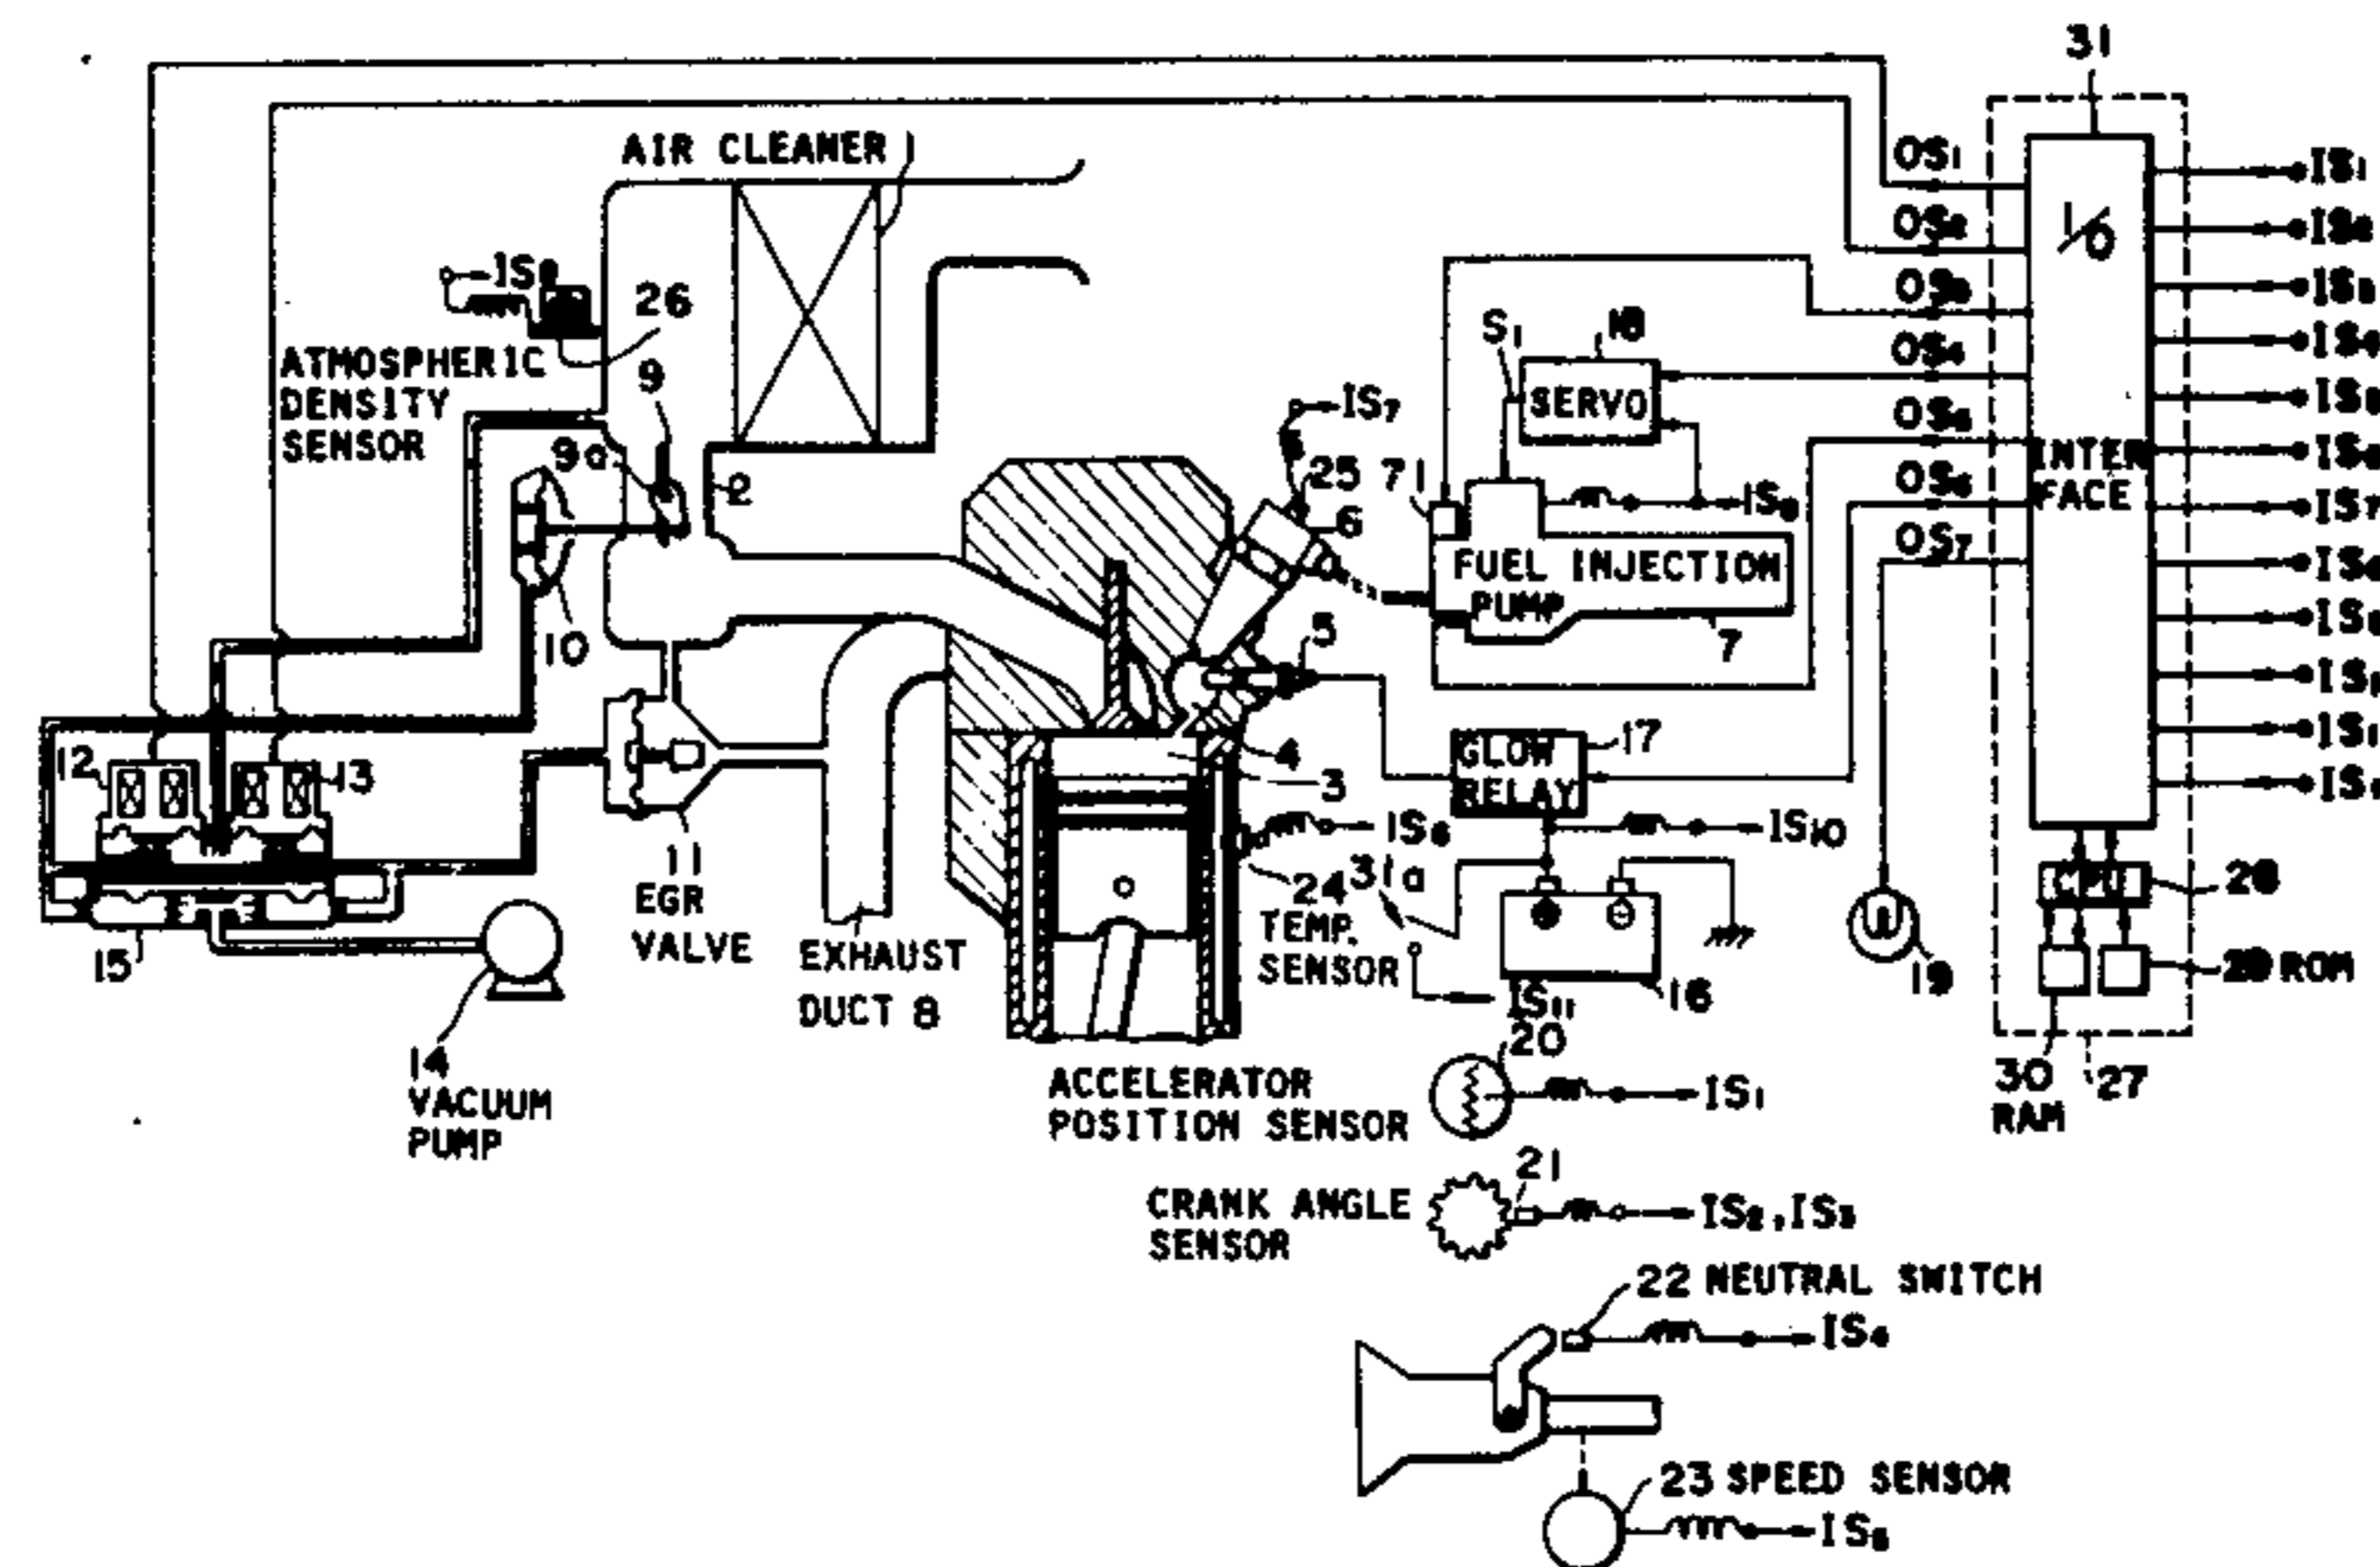 31
AIR CLEANER 1
OS1
IS1
I/O
OS2
IS2
IS8
26
OS3
IS3
ATMOSPHERIC
DENSITY
SENSOR
9
S1
18
OS4
IS4
SERVO
IS7
9a
2
25
71
OS5
IS5
INTER
FACE
IS6
6
IS9
OS6
IS7
FUEL INJECTION
PUMP
OS7
10
5
7
12
13
4
GLOW
RELAY
17
3
IS6
IS10
11
EGR
VALVE
24
TEMP.
SENSOR
31a
CPU
28
15
EXHAUST
DUCT 8
IS11
16
19
29 ROM
14
VACUUM
PUMP
20
30
RAM
27
ACCELERATOR
POSITION SENSOR
IS1
21
CRANK ANGLE
SENSOR
IS2,IS3
22 NEUTRAL SWITCH
IS4
23 SPEED SENSOR
IS5